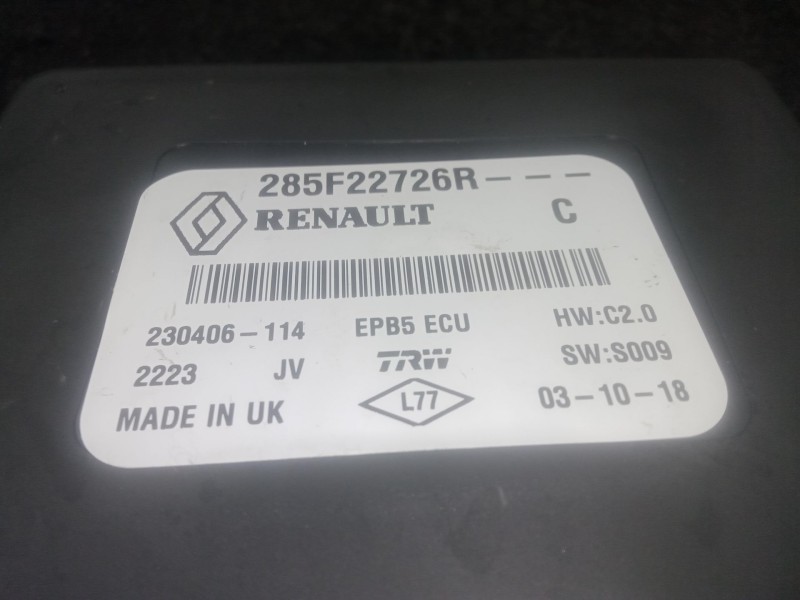 285F22726R---
RENAULT C
230406-114 EPB5 ECU HW:C2.0
2223 JV TRW SW:S009
MADE IN UK L77 03-10-18